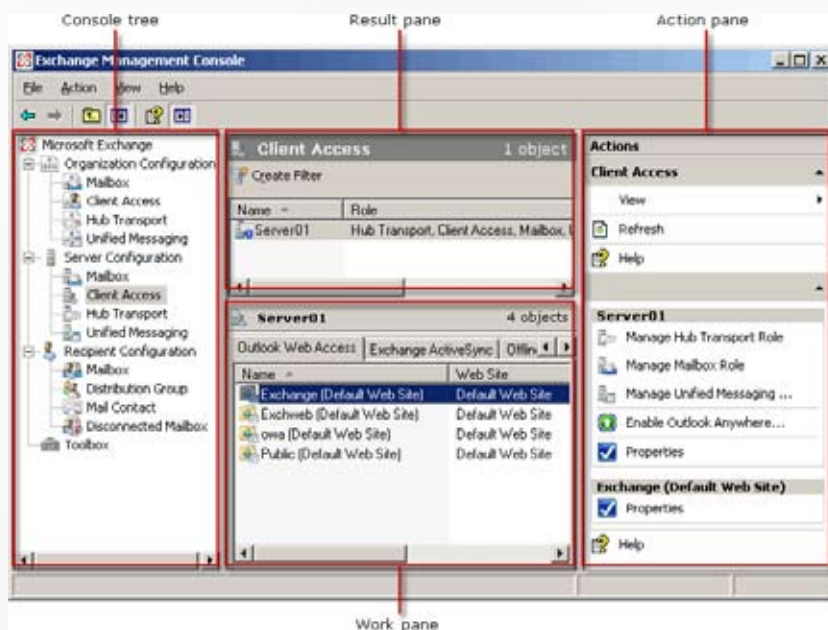 Console tree
Result pane
Action pane
Exchange Management Console
File Action View Help
Microsoft Exchange
Organization Configuration
Mailbox
Client Access
Hub Transport
Unified Messaging
Server Configuration
Mailbox
Client Access
Hub Transport
Unified Messaging
Recipient Configuration
Mailbox
Distribution Group
Mail Contact
Disconnected Mailbox
Toolbox
Client Access 1 object
Create Filter
Name Role
Server01 Hub Transport, Client Access, Mailbox, U
Server01 4 objects
Outlook Web Access Exchange ActiveSync Offlin
Name Web Site
Exchange (Default Web Site) Default Web Site
Exchweb (Default Web Site) Default Web Site
owa (Default Web Site) Default Web Site
Public (Default Web Site) Default Web Site
Actions
Client Access
View
Refresh
Help
Server01
Manage Hub Transport Role
Manage Mailbox Role
Manage Unified Messaging ...
Enable Outlook Anywhere...
Properties
Exchange (Default Web Site)
Properties
Help
Work pane